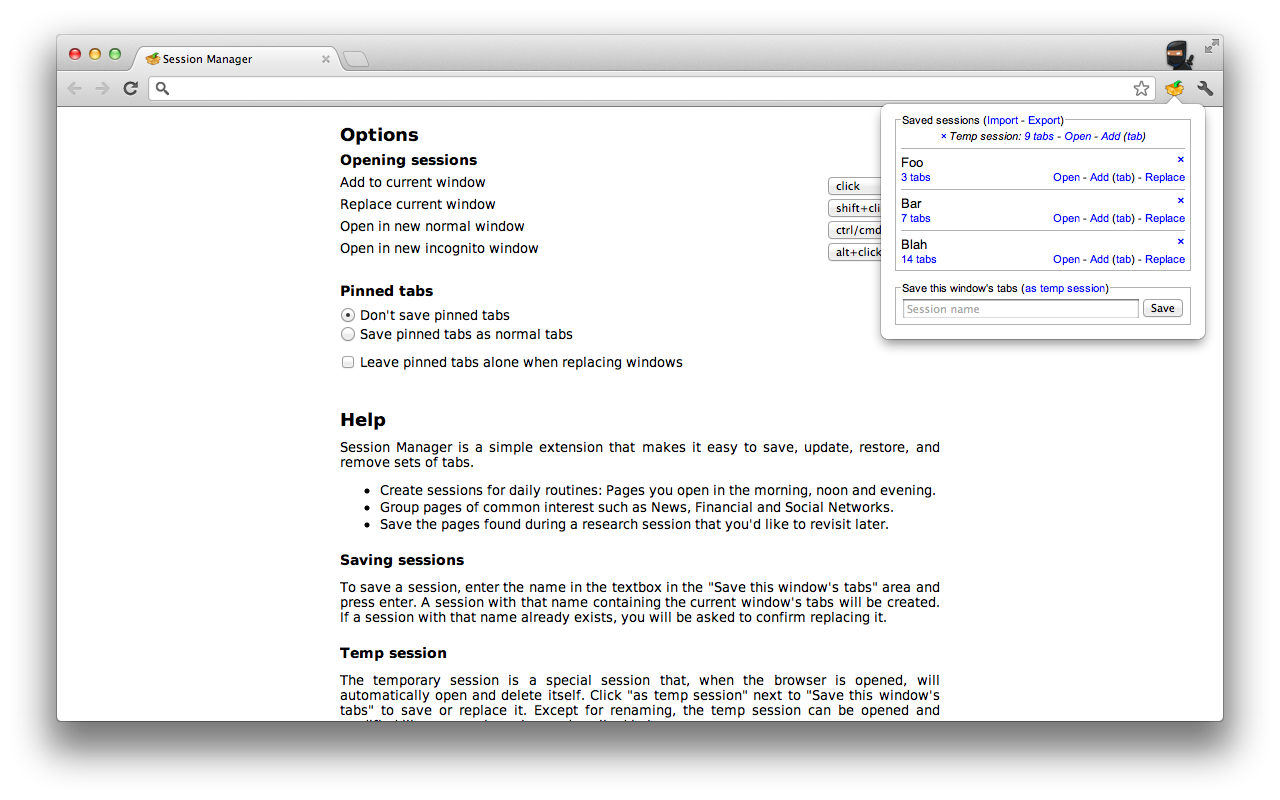 Session Manager
Options
Opening sessions
Add to current window
click
Replace current window
shift+cli
Open in new normal window
ctrl/cmd
Open in new incognito window
alt+click
Pinned tabs
Don't save pinned tabs
Save pinned tabs as normal tabs
Leave pinned tabs alone when replacing windows
Help
Session Manager is a simple extension that makes it easy to save, update, restore, and
remove sets of tabs.
• Create sessions for daily routines: Pages you open in the morning, noon and evening.
• Group pages of common interest such as News, Financial and Social Networks.
• Save the pages found during a research session that you'd like to revisit later.
Saving sessions
To save a session, enter the name in the textbox in the "Save this window's tabs" area and
press enter. A session with that name containing the current window's tabs will be created.
If a session with that name already exists, you will be asked to confirm replacing it.
Temp session
The temporary session is a special session that, when the browser is opened, will
automatically open and delete itself. Click "as temp session" next to "Save this window's
tabs" to save or replace it. Except for renaming, the temp session can be opened and
Saved sessions (Import - Export)
× Temp session: 9 tabs - Open - Add (tab)
Foo ×
3 tabs Open - Add (tab) - Replace
Bar ×
7 tabs Open - Add (tab) - Replace
Blah ×
14 tabs Open - Add (tab) - Replace
Save this window's tabs (as temp session)
Session name Save